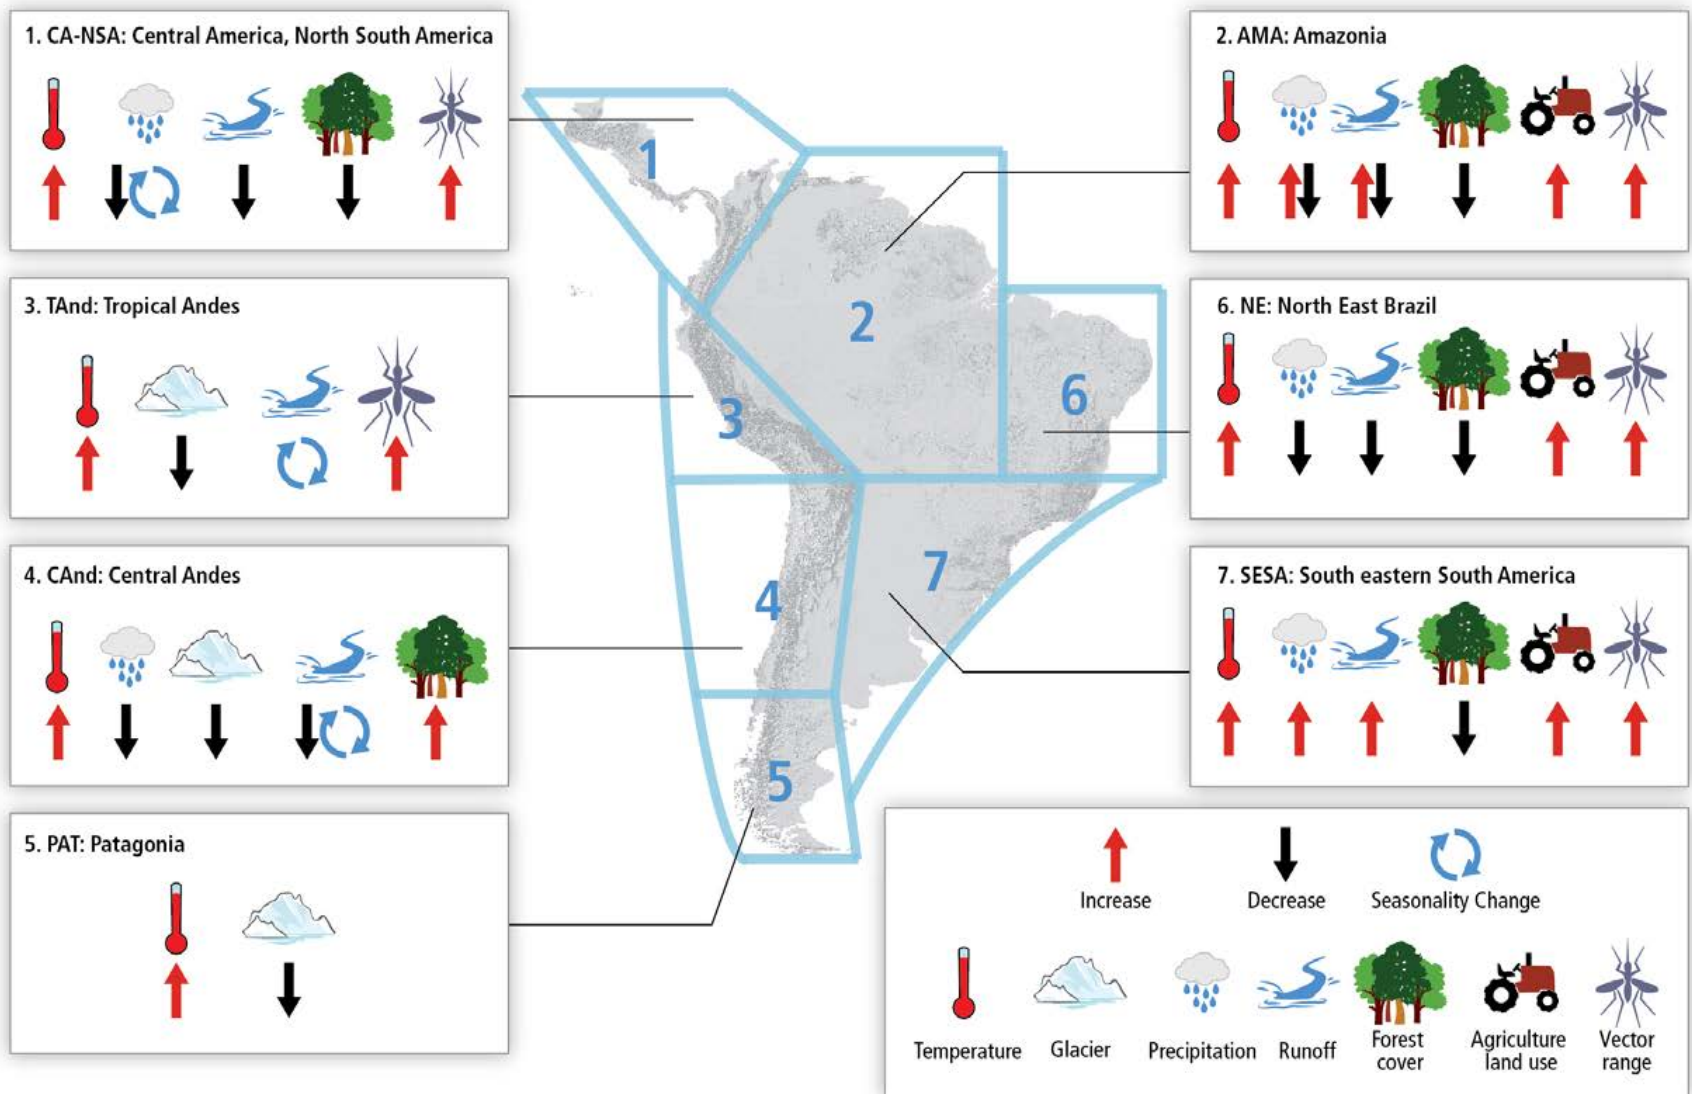 1. CA-NSA: Central America, North South America
2. AMA: Amazonia
3. TAnd: Tropical Andes
6. NE: North East Brazil
4. CAnd: Central Andes
7. SESA: South eastern South America
5. PAT: Patagonia
1
2
3
6
4
7
5
Increase
Decrease
Seasonality Change
Temperature
Glacier
Precipitation
Runoff
Forest
cover
Agriculture
land use
Vector
range